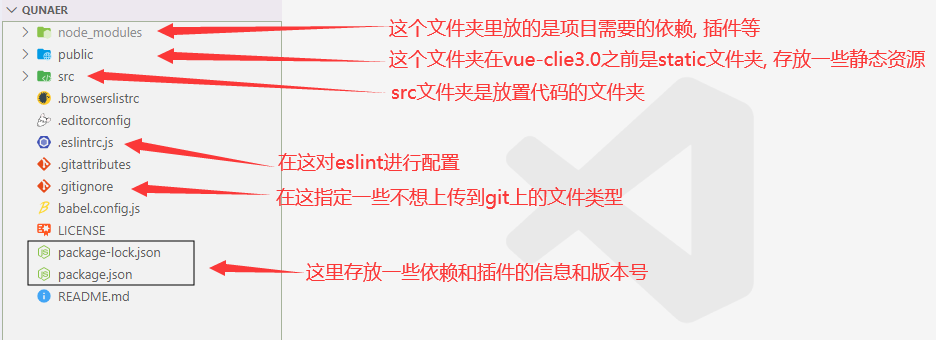 QUNAER
node_modules
这个文件夹里放的是项目需要的依赖, 插件等
public
这个文件夹在vue-clie3.0之前是static文件夹, 存放一些静态资源
src
src文件夹是放置代码的文件夹
.browserslistrc
.editorconfig
.eslintrc.js
在这对eslint进行配置
.gitattributes
.gitignore
在这指定一些不想上传到git上的文件类型
babel.config.js
LICENSE
package-lock.json
package.json
这里存放一些依赖和插件的信息和版本号
README.md